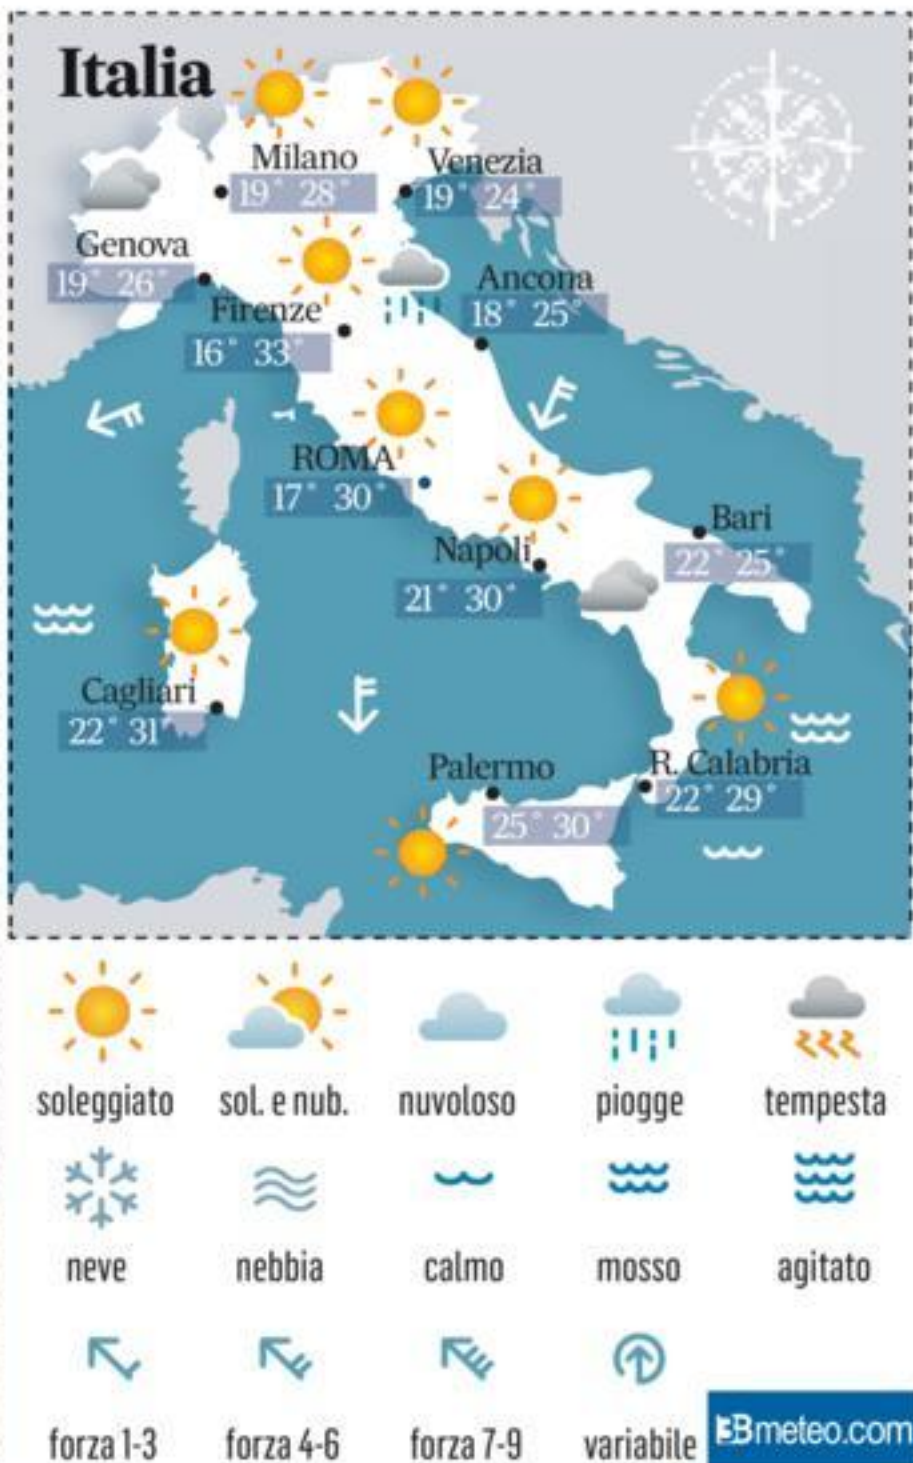 Italia
Milano
19° 28°
Venezia
19° 24°
Genova
19° 26°
Ancona
18° 25°
Firenze
16° 33°
ROMA
17° 30°
Bari
22° 25°
Napoli
21° 30°
Cagliari
22° 31°
Palermo
25° 30°
R. Calabria
22° 29°
soleggiato
sol. e nub.
nuvoloso
piogge
tempesta
neve
nebbia
calmo
mosso
agitato
forza 1-3
forza 4-6
forza 7-9
variabile
3Bmeteo.com